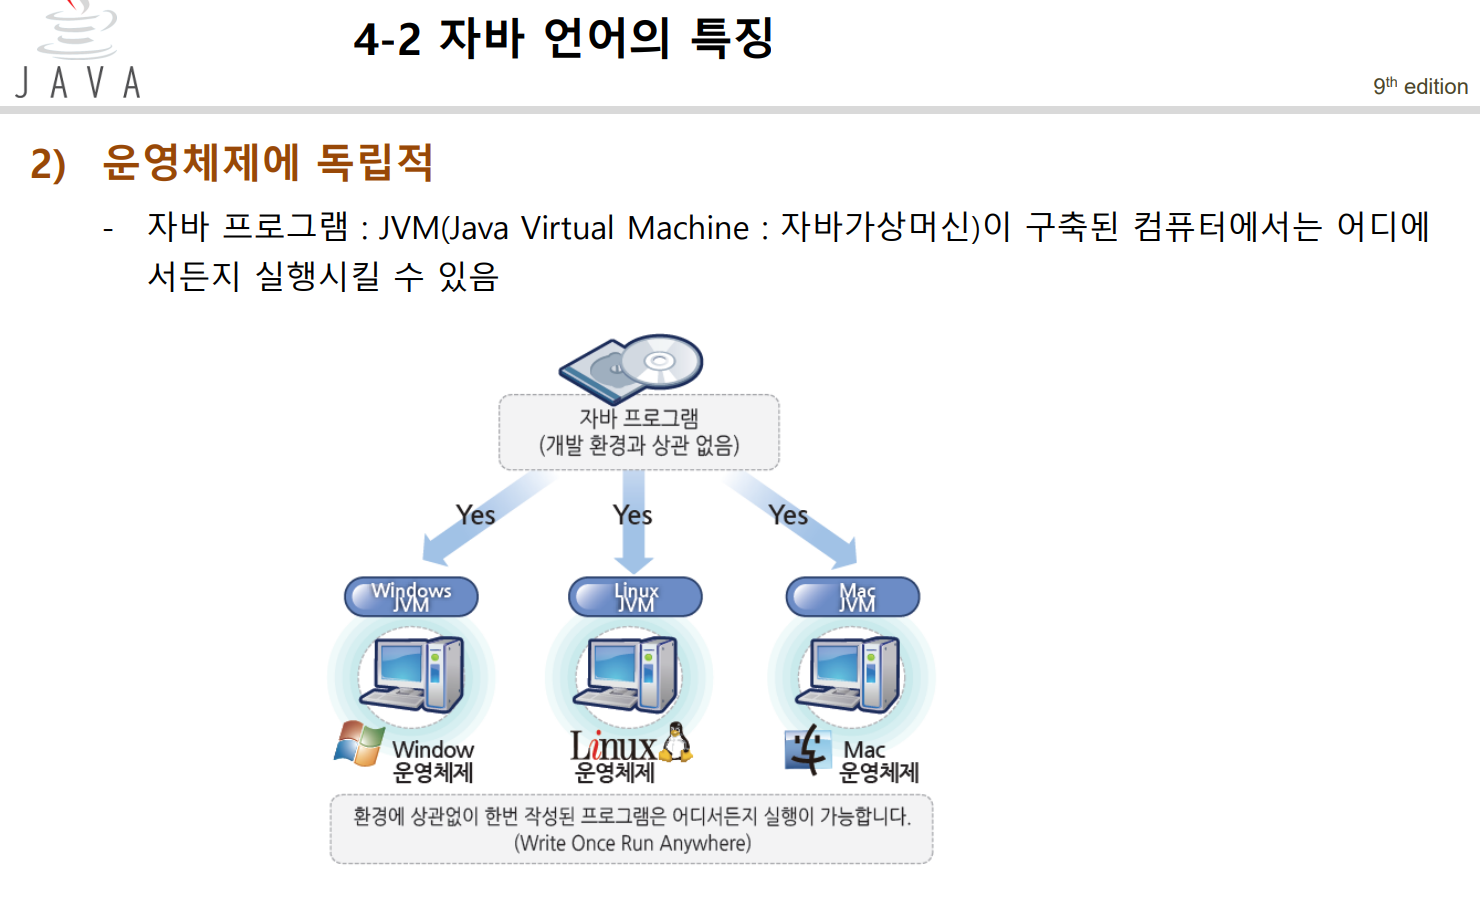 JAVA
4-2 자바 언어의 특징
9th edition
2) 운영체제에 독립적
- 자바 프로그램 : JVM(Java Virtual Machine : 자바가상머신)이 구축된 컴퓨터에서는 어디에
서든지 실행시킬 수 있음
자바 프로그램
(개발 환경과 상관 없음)
Yes Yes Yes
Windows
JVM
Linux
JVM
Mac
JVM
Window
운영체제
Linux
운영체제
Mac
운영체제
환경에 상관없이 한번 작성된 프로그램은 어디서든지 실행이 가능합니다.
(Write Once Run Anywhere)